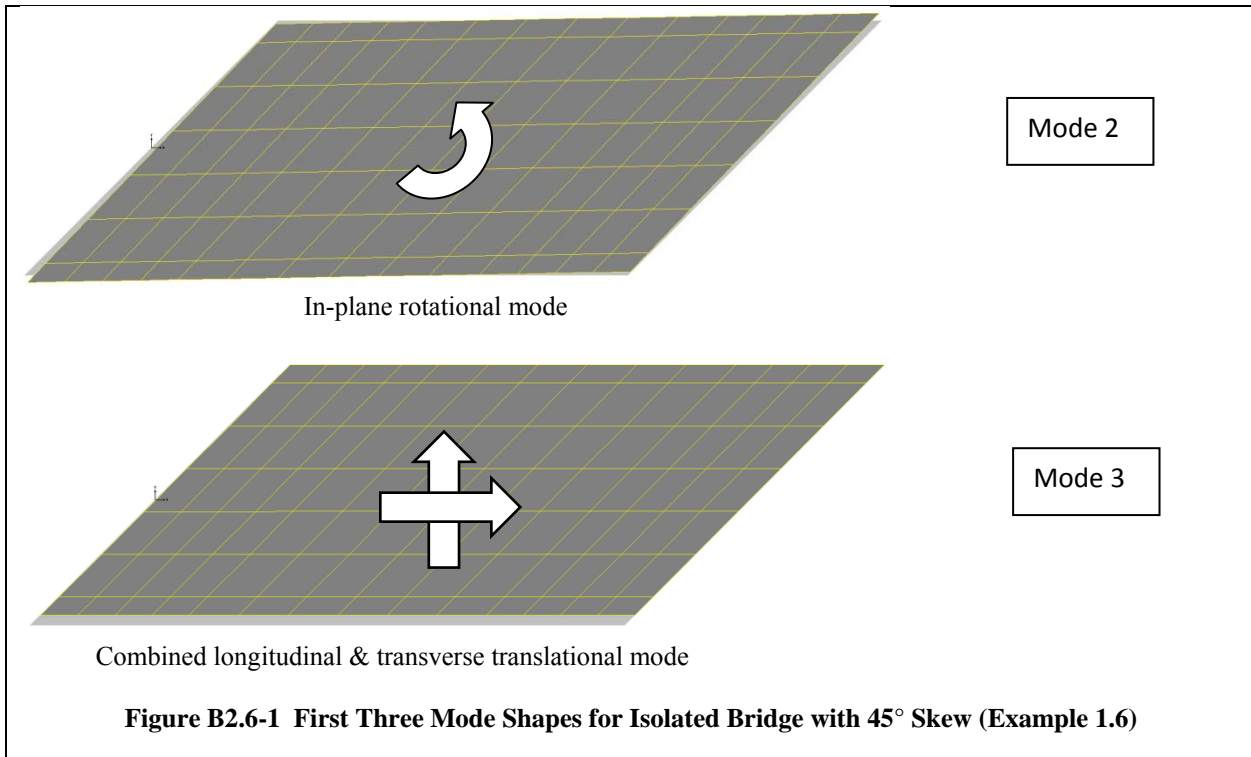 Mode 2
In-plane rotational mode
Mode 3
Combined longitudinal & transverse translational mode
Figure B2.6-1 First Three Mode Shapes for Isolated Bridge with 45° Skew (Example 1.6)